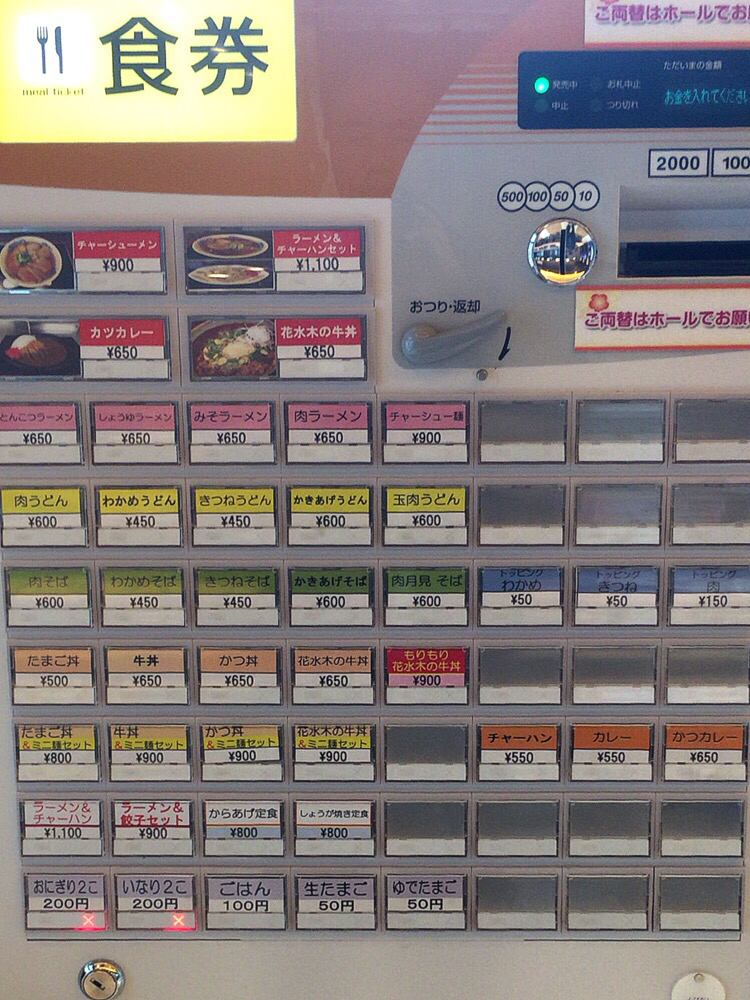 meal ticket
食券
ご両替はホールでお
発売中
お札中止
中止
つり切れ
ただいまの金額
お金を入れてください
2000
100
500 100 50 10
おつり・返却
ご両替はホールでお願
チャーシューメン
¥900
ラーメン&
チャーハンセット
¥1,100
カツカレー
¥650
花水木の牛丼
¥650
とんこつラーメン
¥650
しょうゆラーメン
¥650
みそラーメン
¥650
肉ラーメン
¥650
チャーシュー麺
¥900
肉うどん
¥600
わかめうどん
¥450
きつねうどん
¥450
かきあげうどん
¥600
玉肉うどん
¥600
肉そば
¥600
わかめそば
¥450
きつねそば
¥450
かきあげそば
¥600
肉月見 そば
¥600
トッピング
わかめ
¥50
トッピング
きつね
¥50
トッピング
肉
¥150
たまご丼
¥500
牛丼
¥650
かつ丼
¥650
花水木の牛丼
¥650
もりもり
花水木の牛丼
¥900
たまご丼
&ミニ麺セット
¥800
牛丼
&ミニ麺セット
¥900
かつ丼
&ミニ麺セット
¥900
花水木の牛丼
&ミニ麺セット
¥900
チャーハン
¥550
カレー
¥550
かつカレー
¥650
ラーメン&
チャーハン
¥1,100
ラーメン&
餃子セット
¥900
からあげ定食
¥800
しょうが焼き定食
¥800
おにぎり2こ
200円
いなり2こ
200円
ごはん
100円
生たまご
50円
ゆでたまご
50円